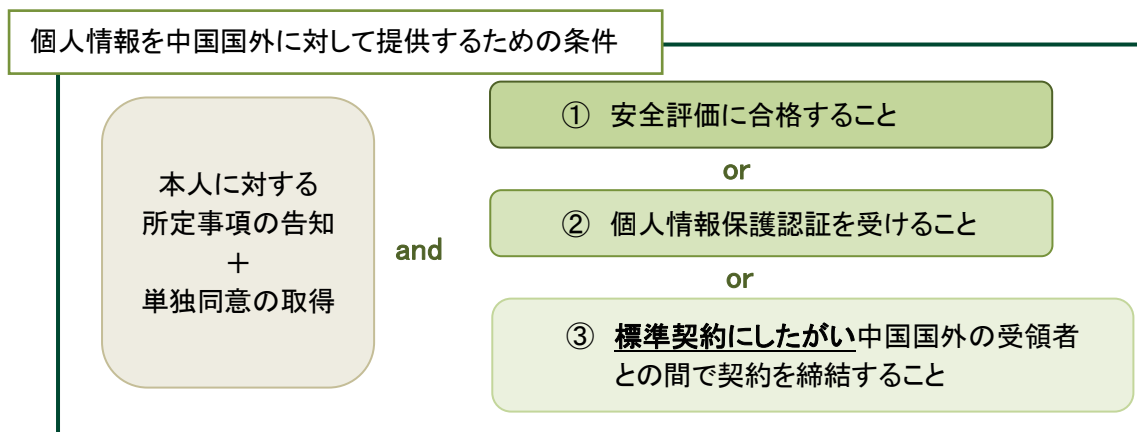 個人情報を中国国外に対して提供するための条件
本人に対する
所定事項の告知
＋
単独同意の取得
and
① 安全評価に合格すること
or
② 個人情報保護認証を受けること
or
③ 標準契約にしたがい中国国外の受領者
との間で契約を締結すること